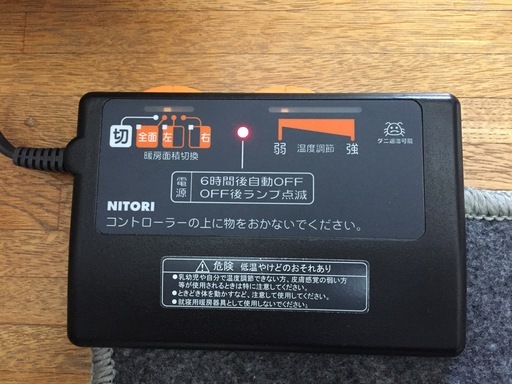 切 全面 左 右
暖房面積切換
弱 温度調節 強
ダニ退治可能
電源
6時間後自動OFF
OFF後ランプ点滅
NITORI
コントローラーの上に物をおかないでください。
危険 低温やけどのおそれあり
●乳幼児や自分で温度調節できない方、皮膚感覚の弱い方
等が使用されるときは特に注意してください。
●ときどき体を動かすなど、注意して使用してください。
●就寝用暖房器具として使用しないでください。